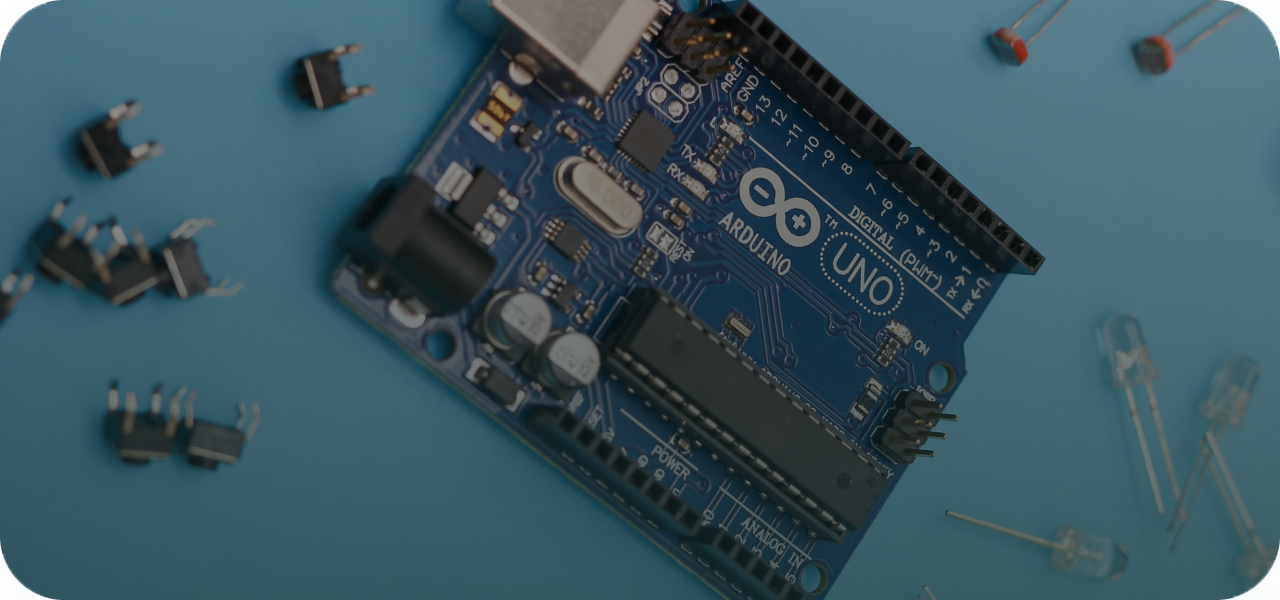 AREF
GND
13
12
~11
~10
~9
8
7
~6
~5
4
~3
2
TX→1
RX←0
DIGITAL (PWM~)
TX
RX
ARDUINO
TM
UNO
ON
POWER
ANALOG IN